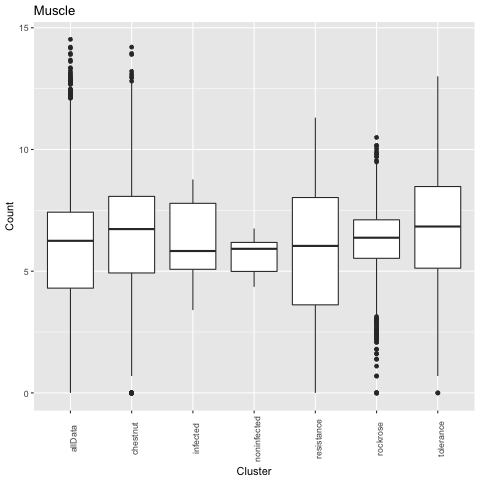 Muscle
15
10
5
0
Count
allData
chestnut
infected
noninfected
resistance
rockrose
tolerance
Cluster